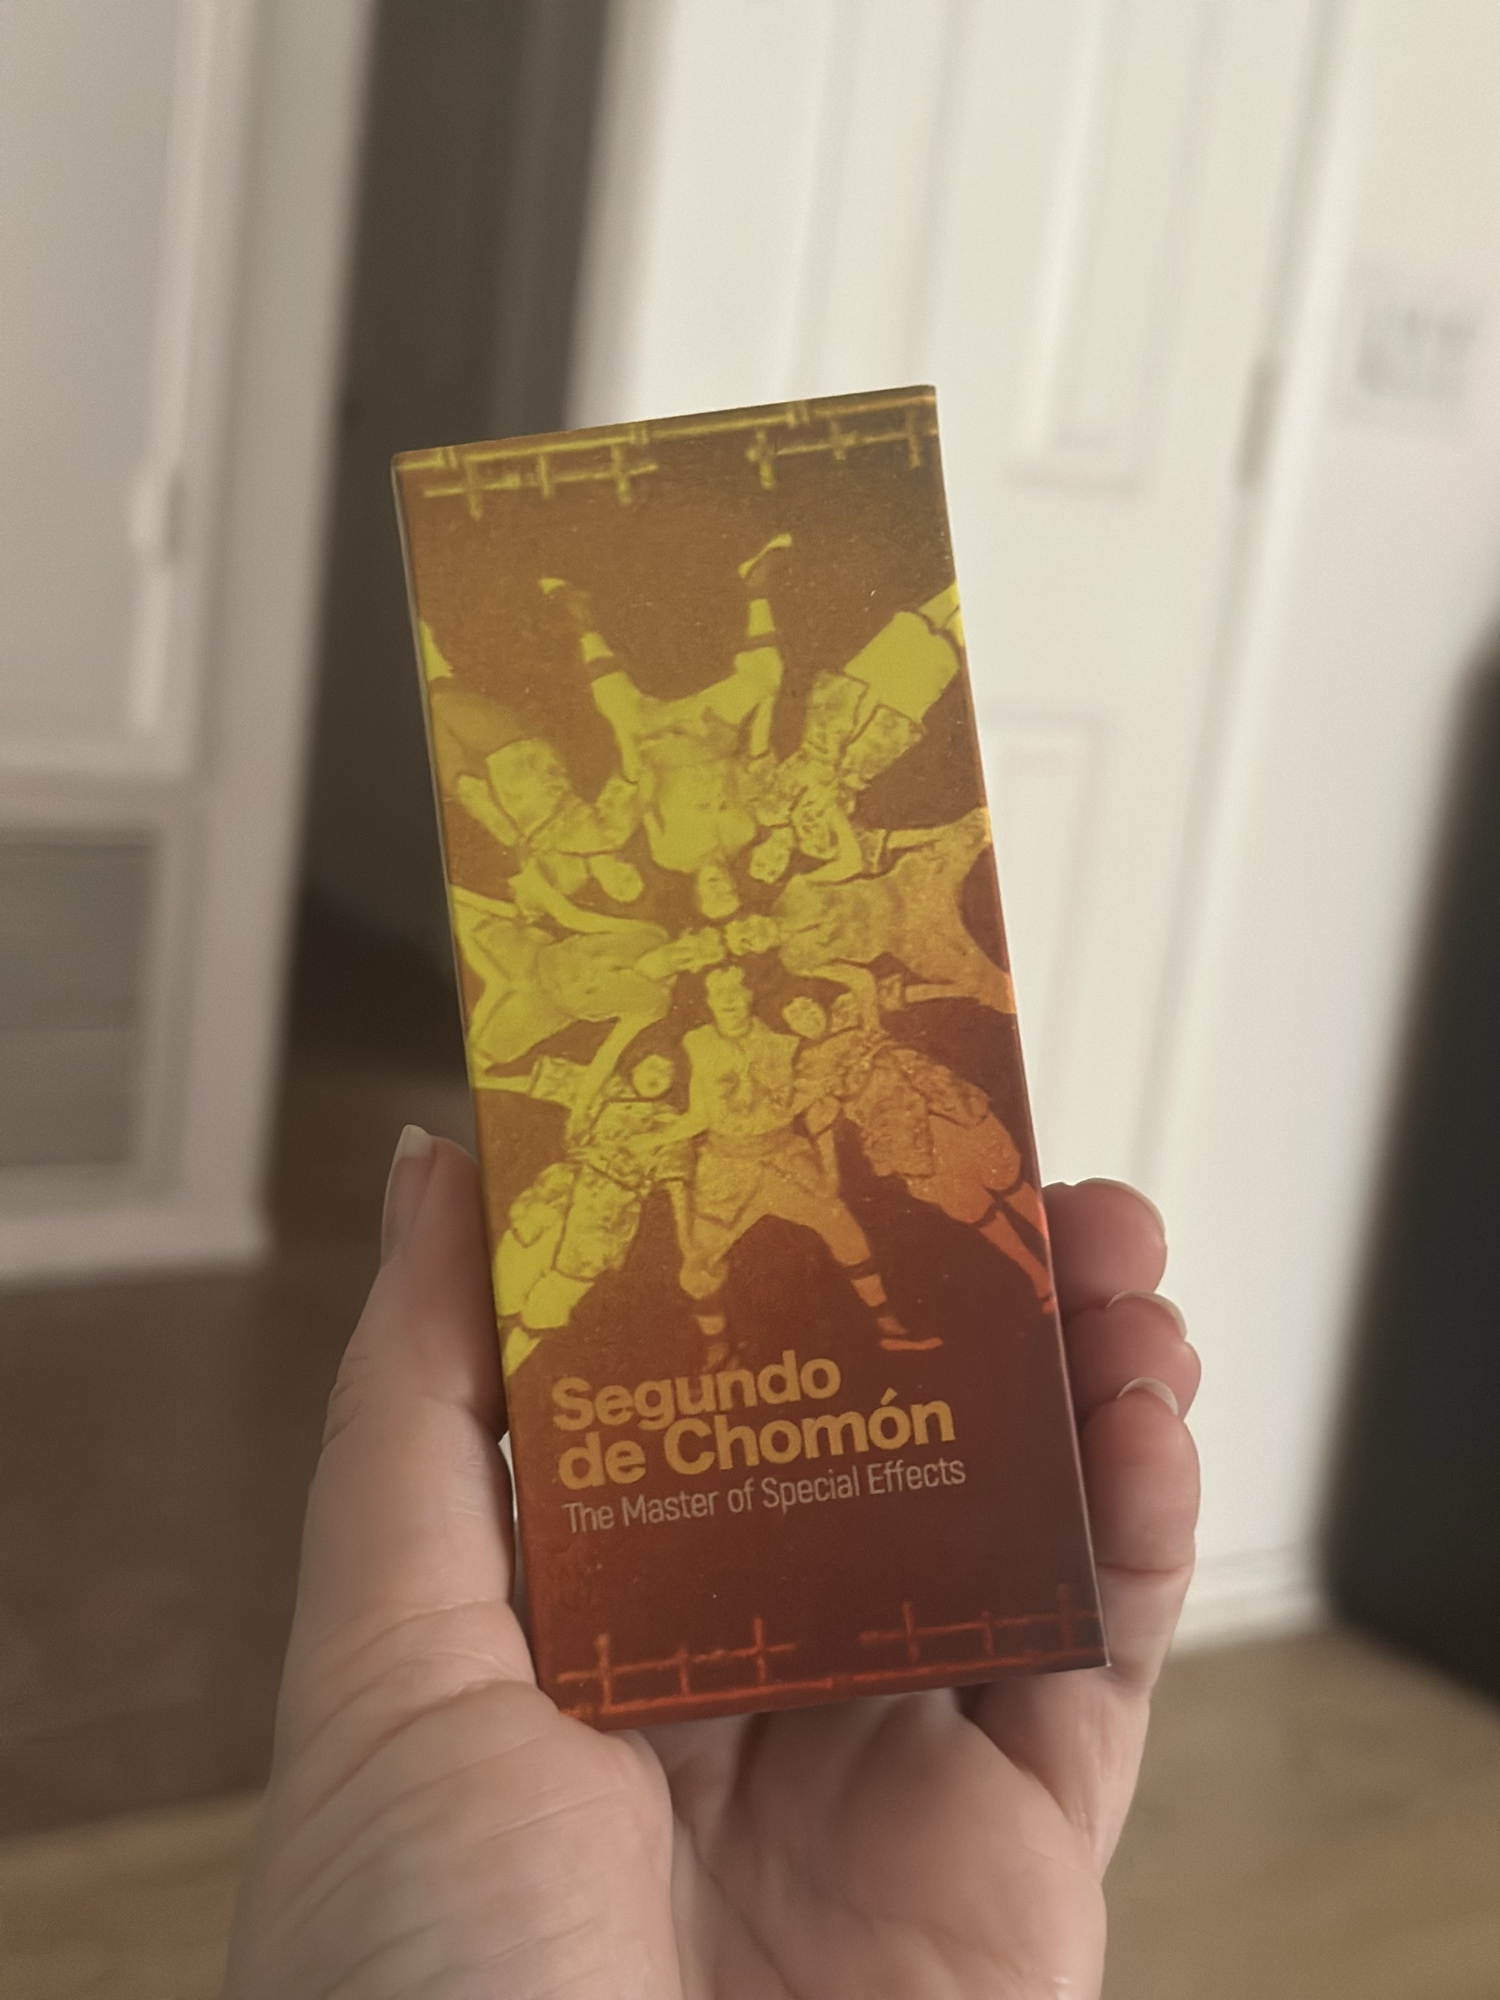 Segundo
de Chomón
The Master of Special Effects